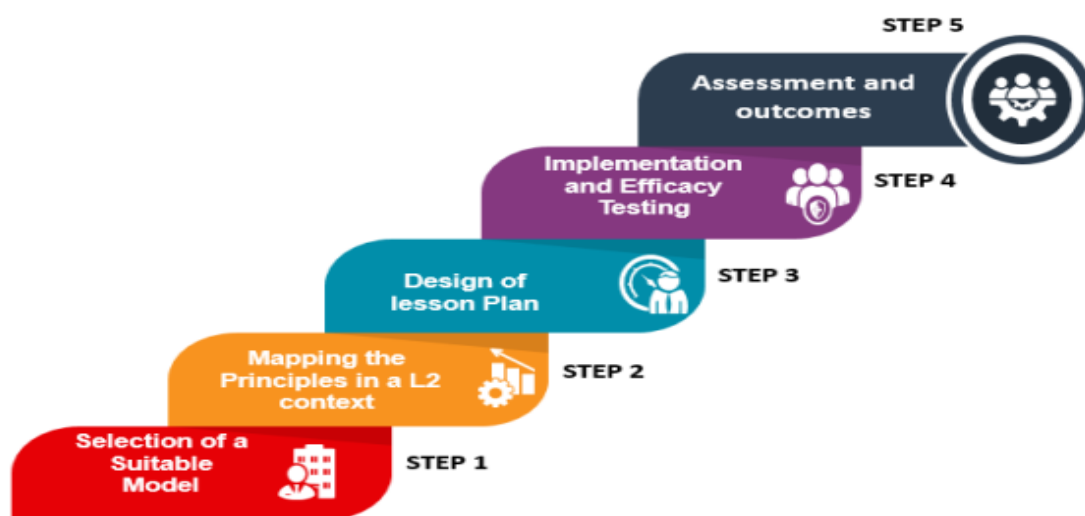 STEP 5
Assessment and
outcomes
Implementation
and Efficacy
Testing
STEP 4
Design of
lesson Plan
STEP 3
Mapping the
Principles in a L2
context
STEP 2
Selection of a
Suitable
Model
STEP 1